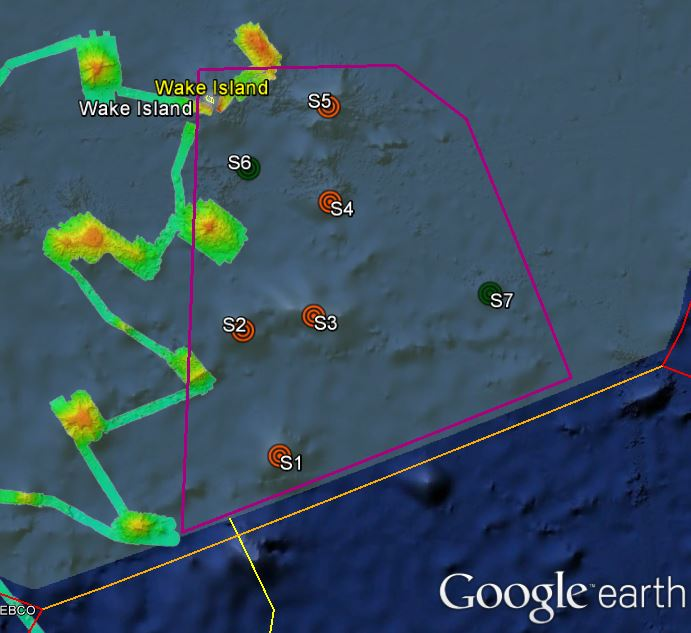 Wake Island
Wake Island
S5
S6
S4
S7
S2
S3
S1
EBCO
Google earth